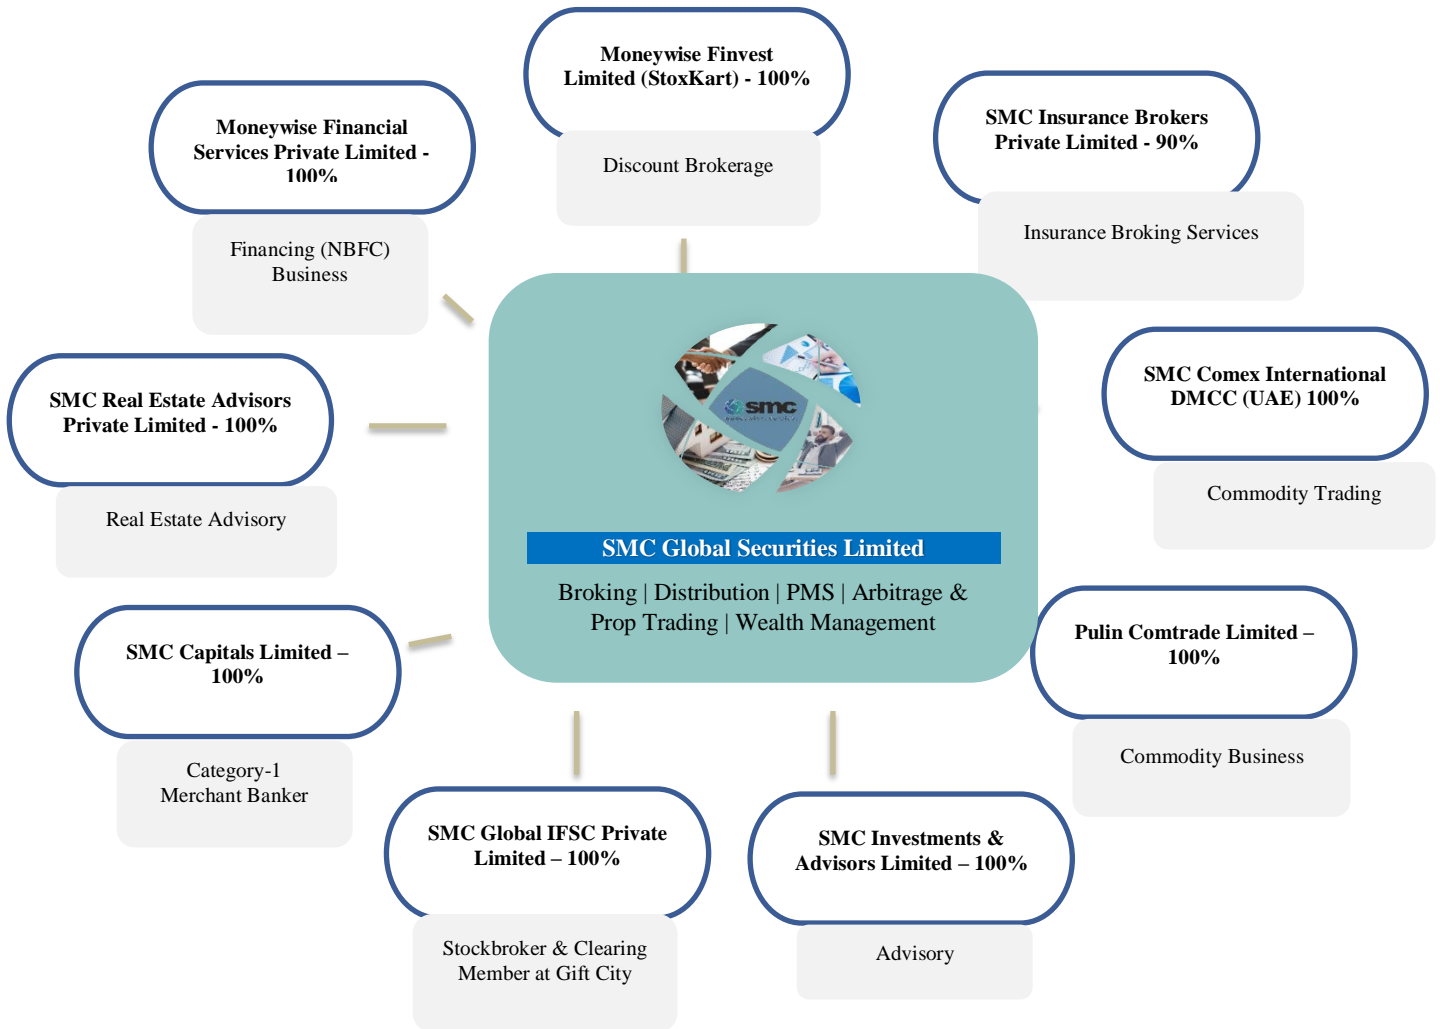 Moneywise Finvest
Limited (StoxKart) - 100%
Discount Brokerage
Moneywise Financial
Services Private Limited -
100%
Financing (NBFC)
Business
SMC Insurance Brokers
Private Limited - 90%
Insurance Broking Services
SMC Real Estate Advisors
Private Limited - 100%
Real Estate Advisory
SMC Comex International
DMCC (UAE) 100%
Commodity Trading
smc
SMC Global Securities Limited
Broking | Distribution | PMS | Arbitrage &
Prop Trading | Wealth Management
SMC Capitals Limited –
100%
Category-1
Merchant Banker
Pulin Comtrade Limited –
100%
Commodity Business
SMC Global IFSC Private
Limited – 100%
Stockbroker & Clearing
Member at Gift City
SMC Investments &
Advisors Limited – 100%
Advisory